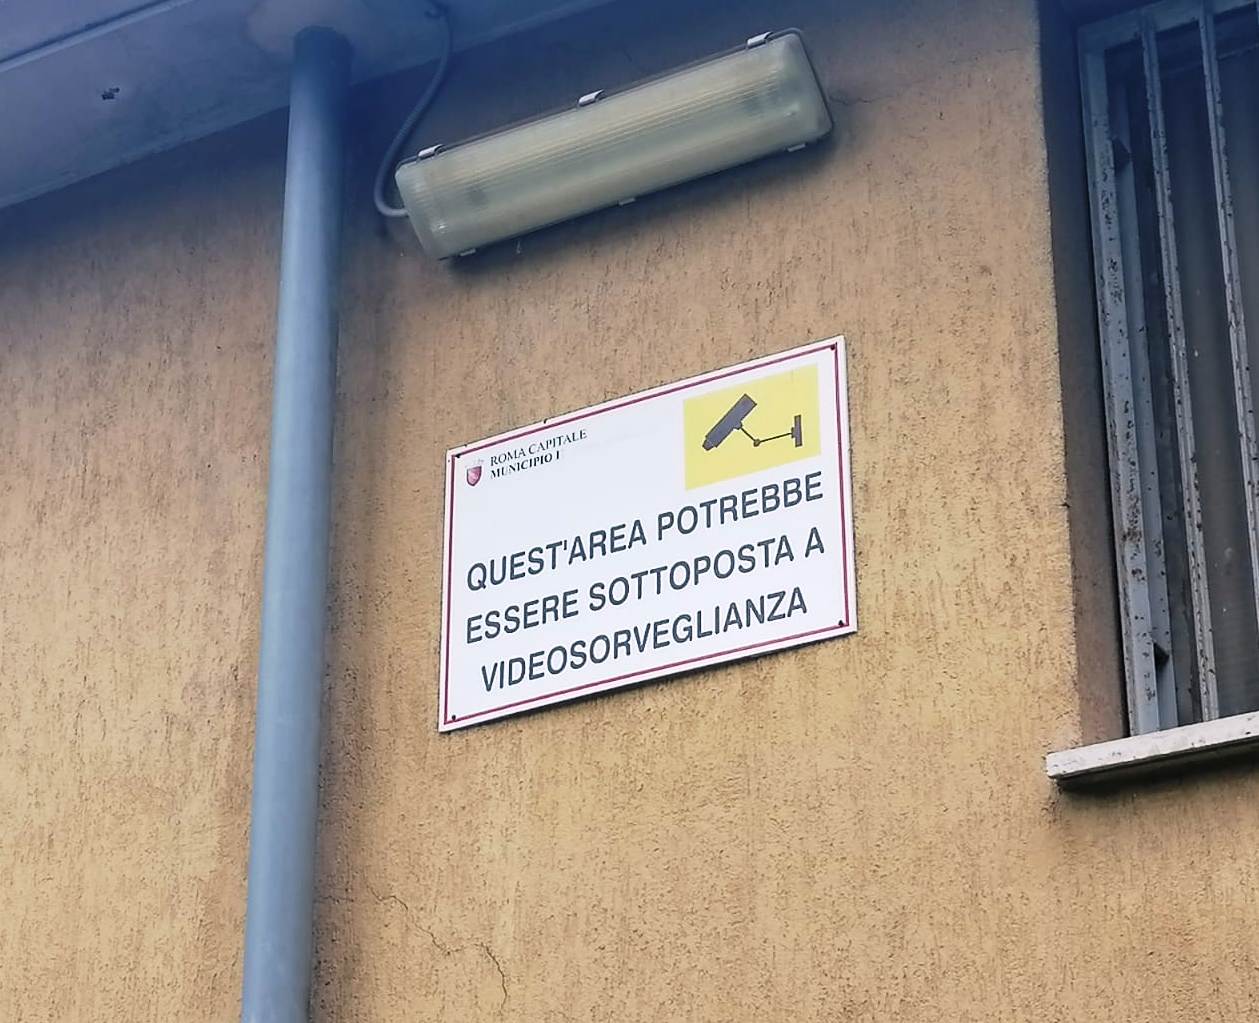 ROMA CAPITALE
MUNICIPIO I
QUEST'AREA POTREBBE
ESSERE SOTTOPOSTA A
VIDEOSORVEGLIANZA